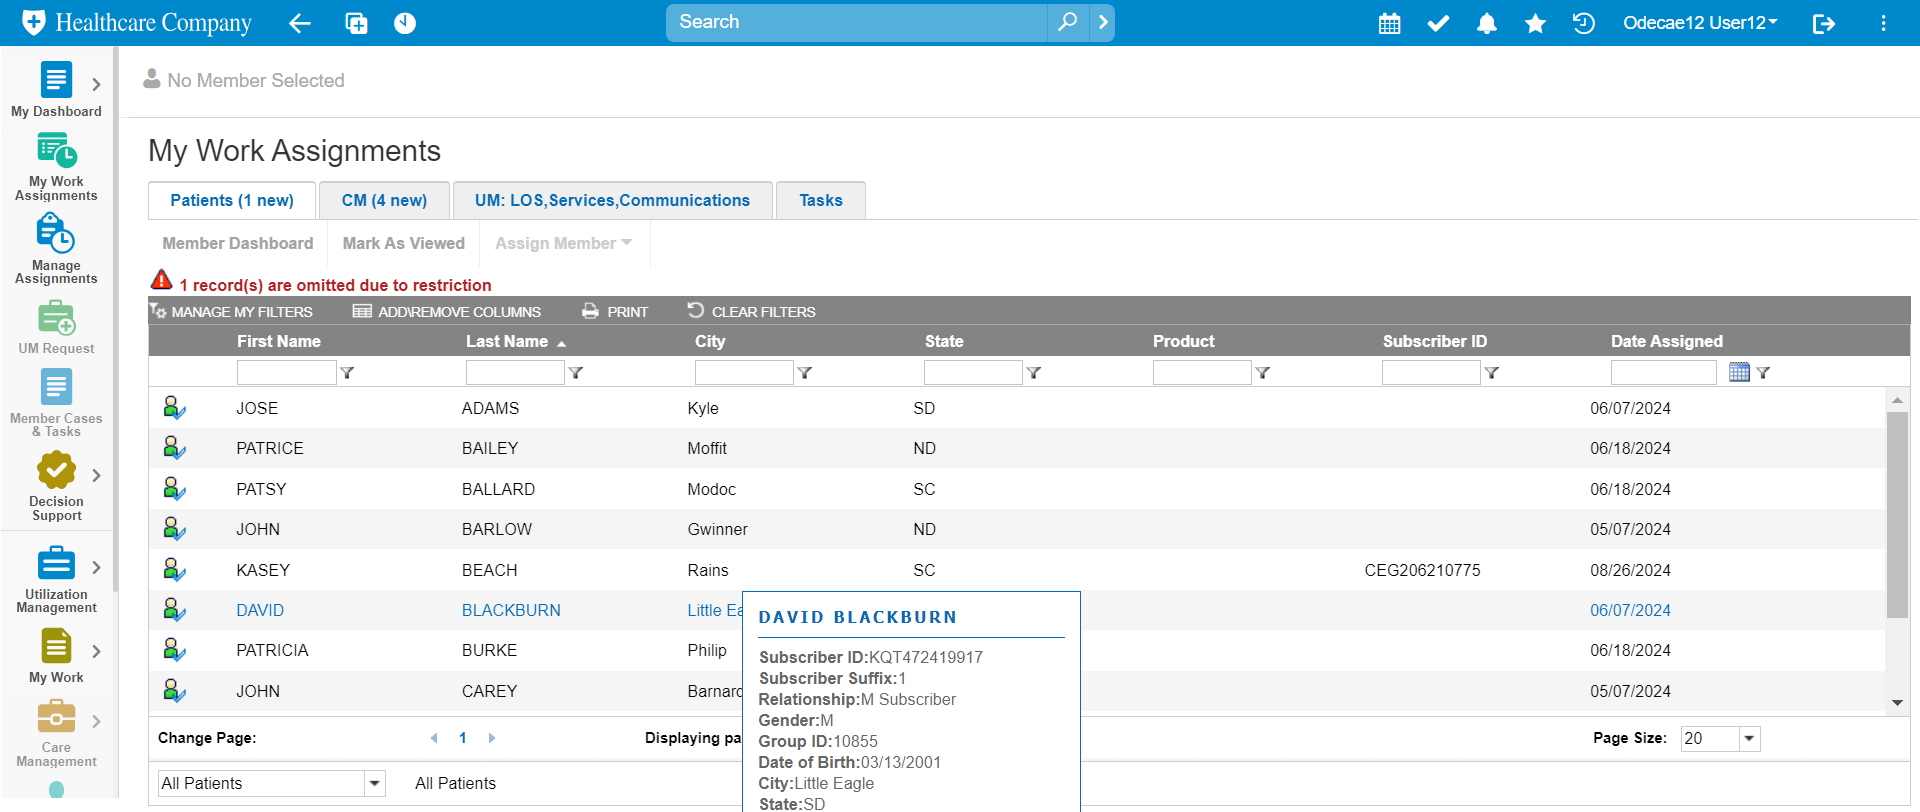 Healthcare Company
Search
Odecae12 User12
My Dashboard
My Work
Assignments
Manage
Assignments
UM Request
Member Cases
& Tasks
Decision
Support
Utilization
Management
My Work
Care
Management
No Member Selected
My Work Assignments
Patients (1 new) CM (4 new) UM: LOS,Services,Communications Tasks
Member Dashboard Mark As Viewed Assign Member
1 record(s) are omitted due to restriction
MANAGE MY FILTERS ADD\REMOVE COLUMNS PRINT CLEAR FILTERS
First Name Last Name City State Product Subscriber ID Date Assigned
JOSE ADAMS Kyle SD 06/07/2024
PATRICE BAILEY Moffit ND 06/18/2024
PATSY BALLARD Modoc SC 06/18/2024
JOHN BARLOW Gwinner ND 05/07/2024
KASEY BEACH Rains SC CEG206210775 08/26/2024
DAVID BLACKBURN Little Ea 06/07/2024
PATRICIA BURKE Philip 06/18/2024
JOHN CAREY Barnard 05/07/2024
DAVID BLACKBURN
Subscriber ID:KQT472419917
Subscriber Suffix:1
Relationship:M Subscriber
Gender:M
Group ID:10855
Date of Birth:03/13/2001
City:Little Eagle
State:SD
Change Page: 1 Displaying pa Page Size: 20
All Patients All Patients